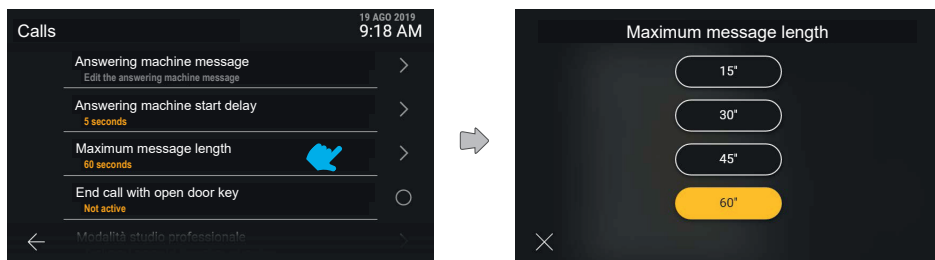 Calls
19 AGO 2019
9:18 AM
Answering machine message
Edit the answering machine message
Answering machine start delay
5 seconds
Maximum message length
60 seconds
End call with open door key
Not active
Modalità studio professionale
Maximum message length
15"
30"
45"
60"